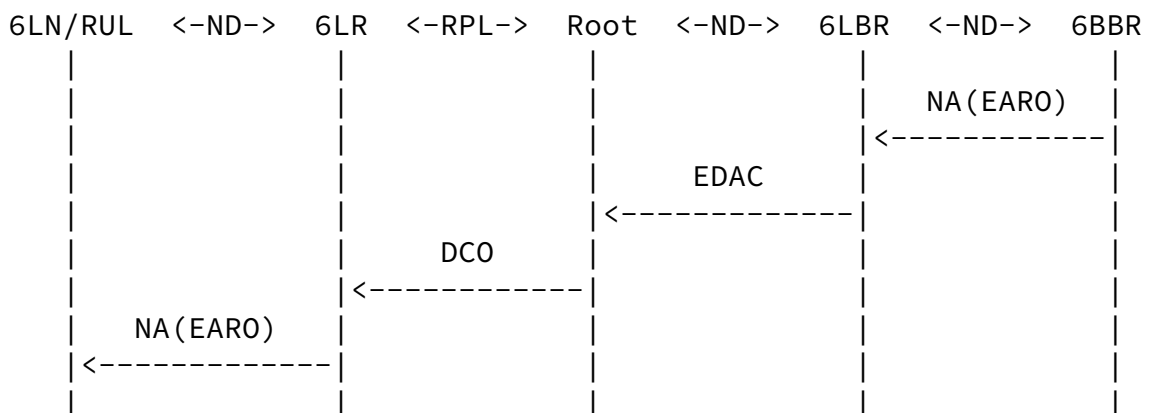 6LN/RUL <-ND-> 6LR <-RPL-> Root <-ND-> 6LBR <-ND-> 6BBR
NA(EARO)
<------------
EDAC
<-------------
DCO
<------------
NA(EARO)
<-------------